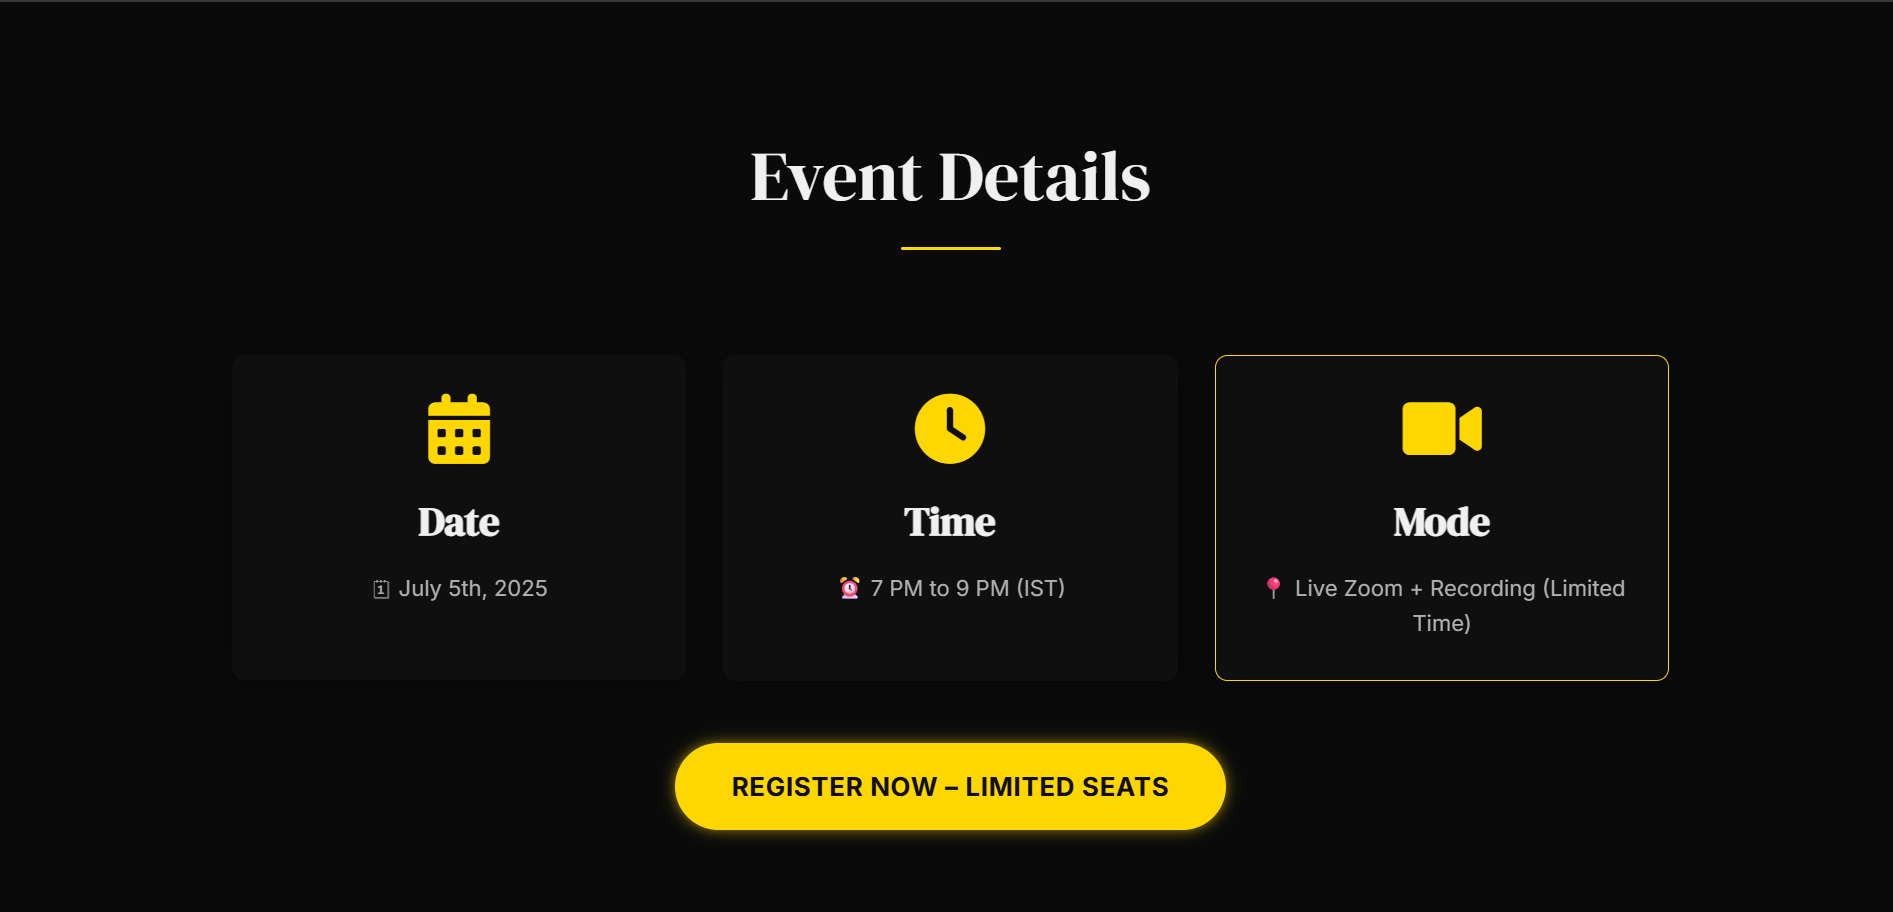 Event Details
Date
🗓 July 5th, 2025
Time
⏰ 7 PM to 9 PM (IST)
Mode
📍 Live Zoom + Recording (Limited
Time)
REGISTER NOW – LIMITED SEATS